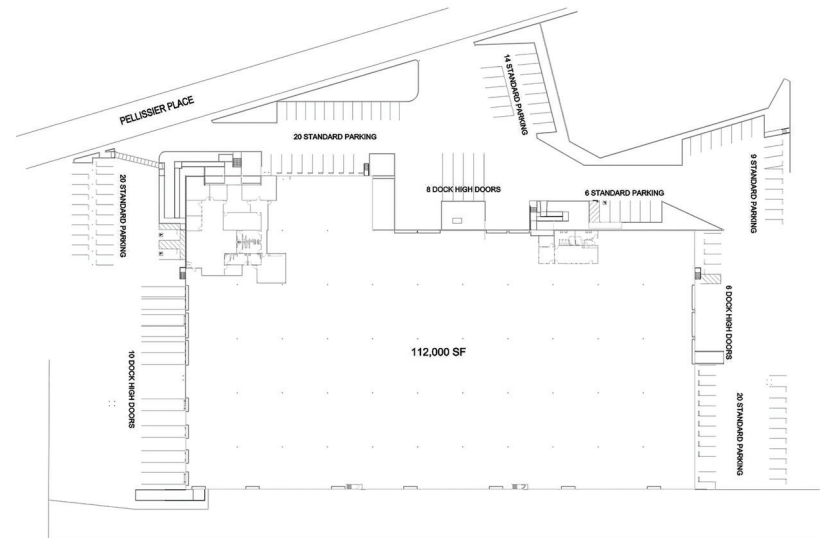 PELLISSIER PLACE
14 STANDARD PARKING
20 STANDARD PARKING
20 STANDARD PARKING
8 DOCK HIGH DOORS
6 STANDARD PARKING
9 STANDARD PARKING
6 DOCK HIGH DOORS
112,000 SF
10 DOCK HIGH DOORS
20 STANDARD PARKING